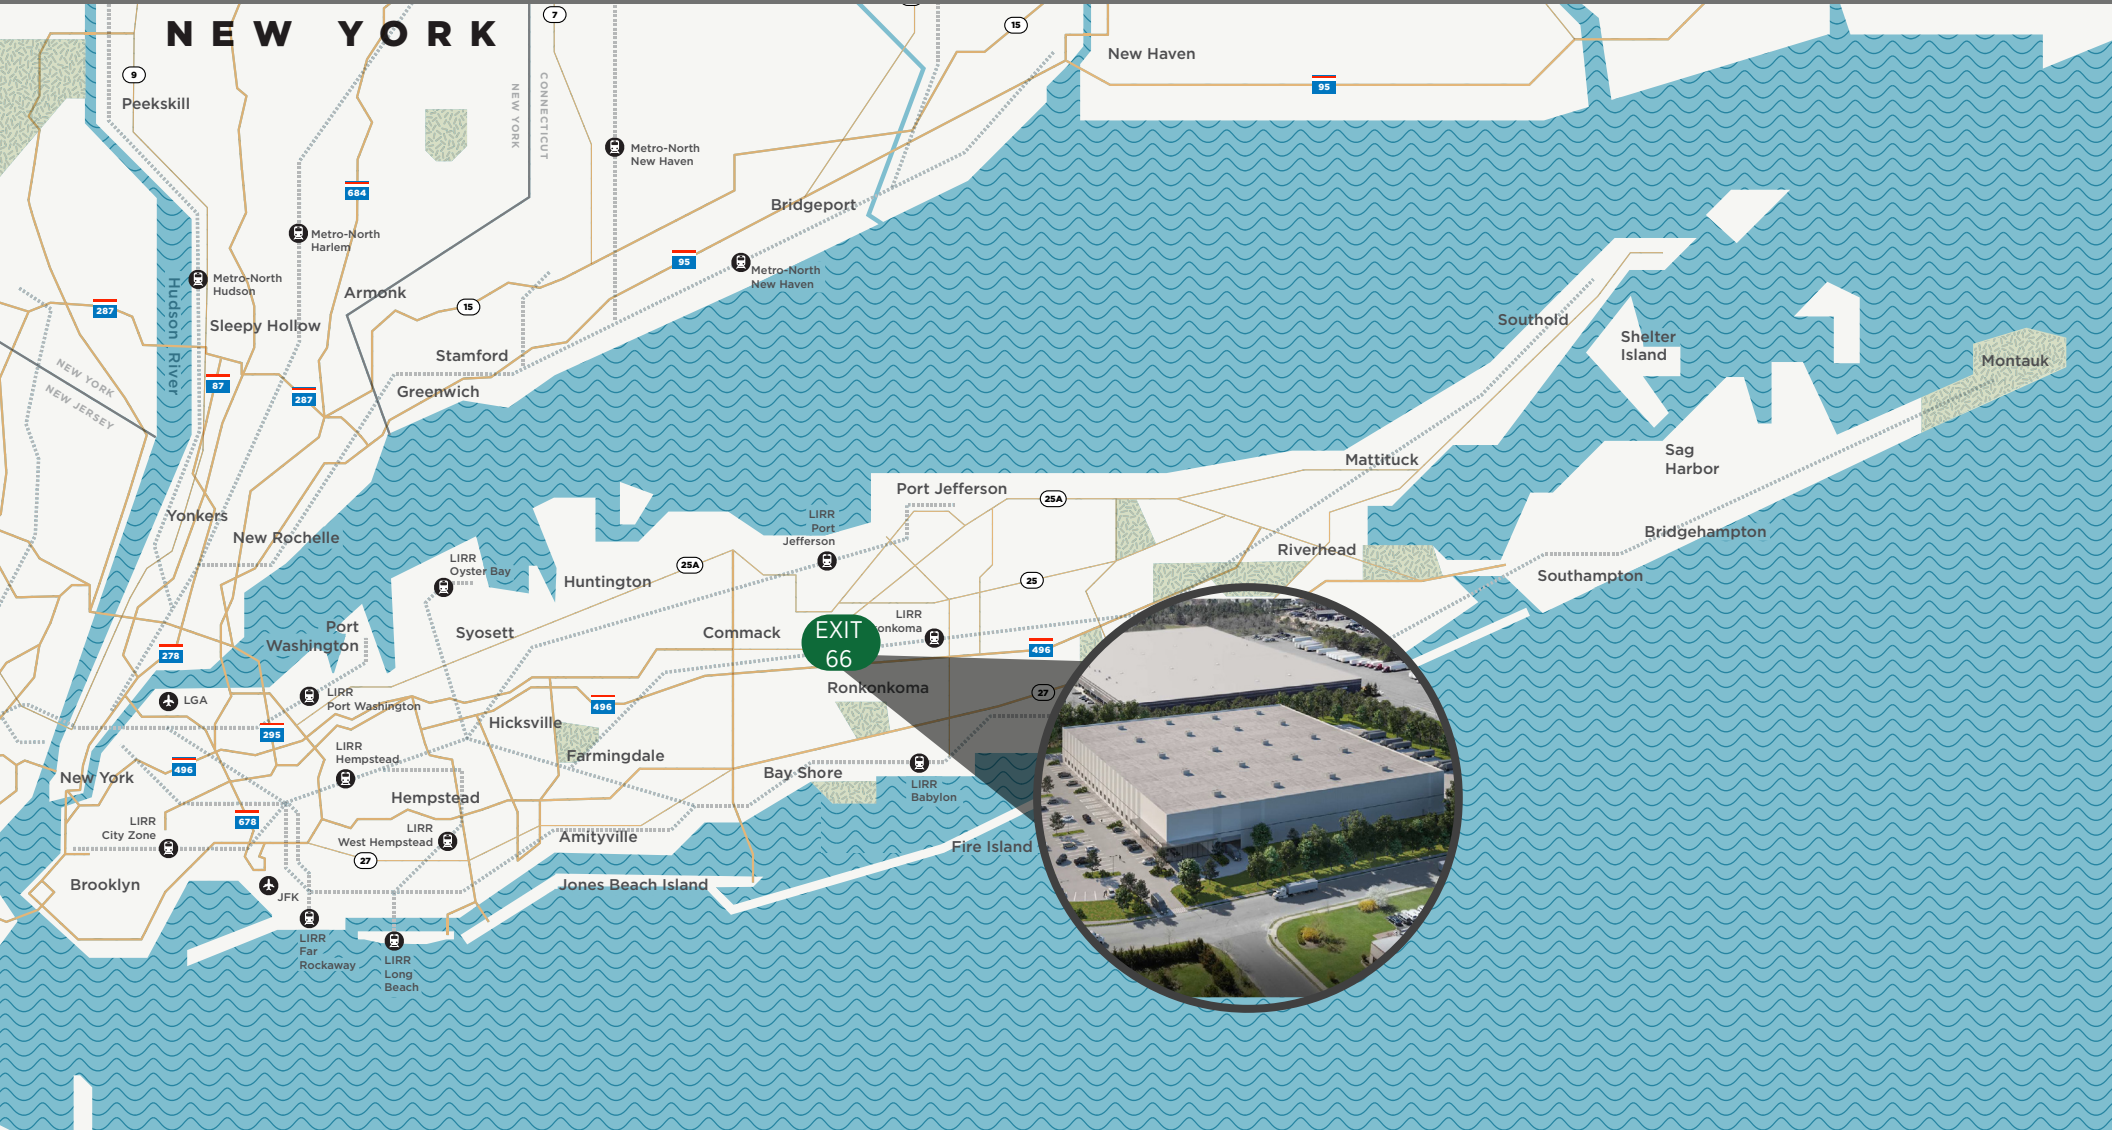 NEW YORK
7
15
New Haven
95
9
Peekskill
NEW YORK
CONNECTICUT
Metro-North
New Haven
684
Bridgeport
Metro-North
Harlem
95
Metro-North
New Haven
Metro-North
Hudson
Hudson River
Armonk
287
15
Sleepy Hollow
Southold
Shelter
Island
Stamford
Montauk
NEW YORK
NEW JERSEY
87
287
Greenwich
Sag
Harbor
Mattituck
Port Jefferson
25A
Yonkers
LIRR
Port
Jefferson
New Rochelle
Bridgehampton
Riverhead
LIRR
Oyster Bay
25A
Huntington
25
Southampton
Port
Washington
Syosset
Commack
EXIT
66
LIRR
onkoma
496
278
Ronkonkoma
27
LGA
LIRR
Port Washington
496
Hicksville
295
LIRR
Hempstead
Farmingdale
496
New York
Bay Shore
Hempstead
LIRR
Babylon
678
LIRR
City Zone
LIRR
West Hempstead
Amityville
Fire Island
27
Brooklyn
JFK
Jones Beach Island
LIRR
Far
Rockaway
LIRR
Long
Beach